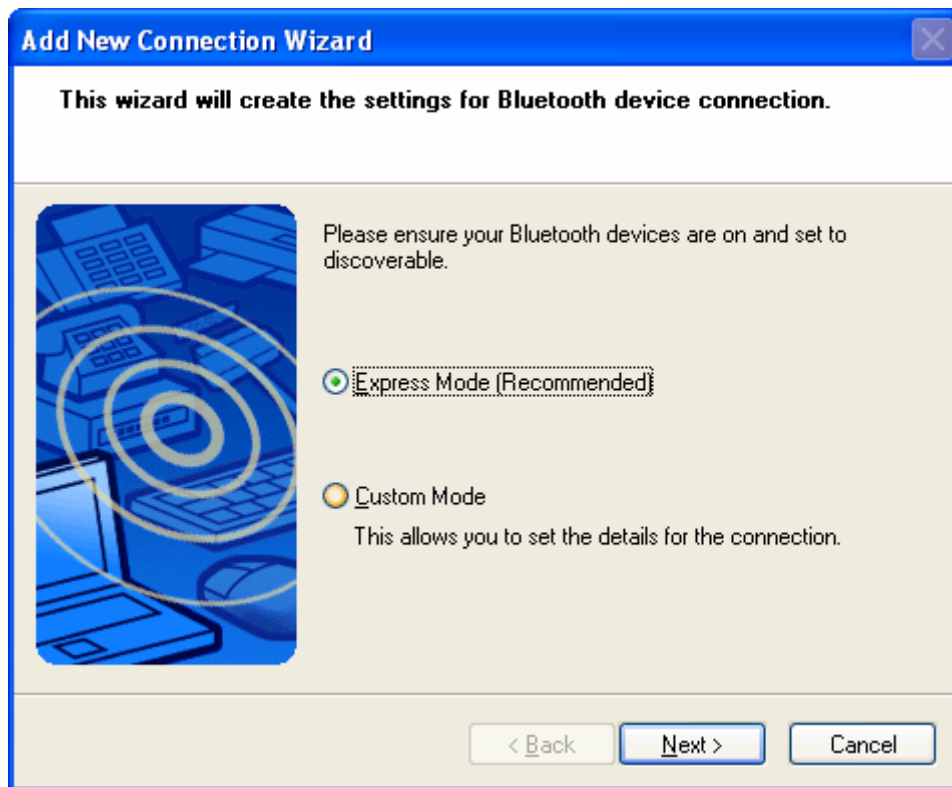 Add New Connection Wizard
This wizard will create the settings for Bluetooth device connection.
Please ensure your Bluetooth devices are on and set to
discoverable.
Express Mode (Recommended)
Custom Mode
This allows you to set the details for the connection.
< Back
Next >
Cancel